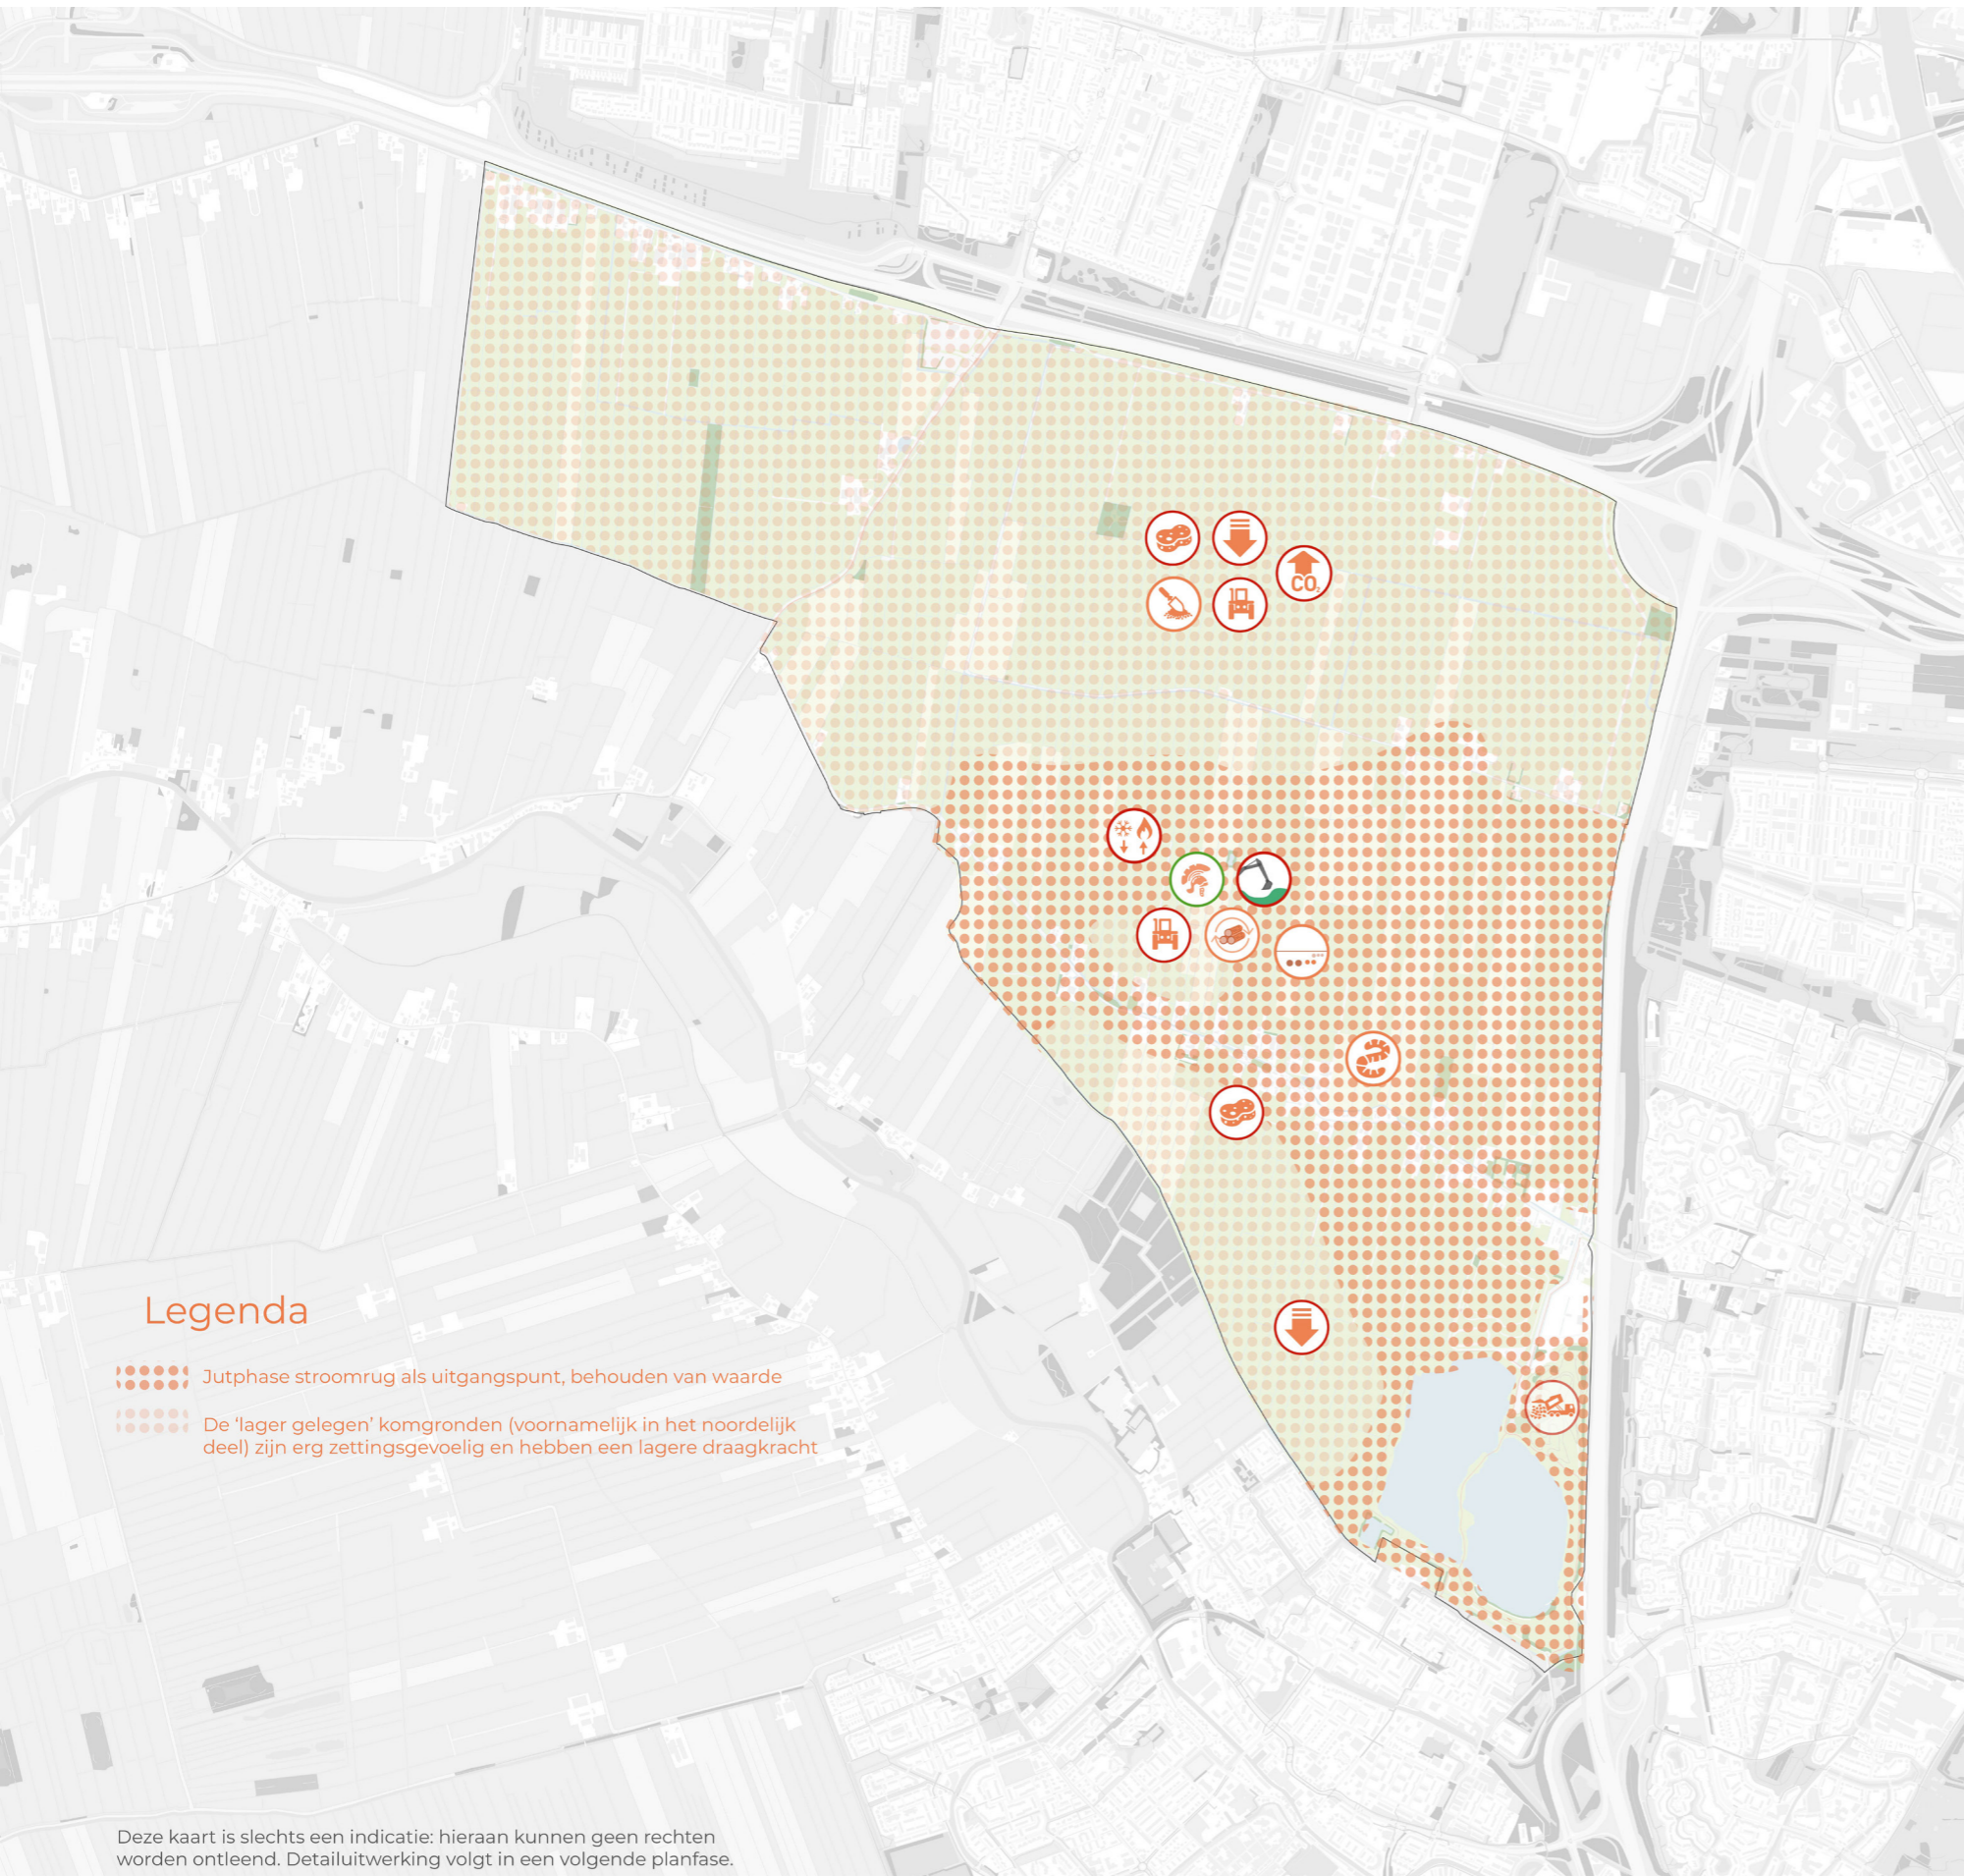 CO2
Legenda
Jutphase stroomrug als uitgangspunt, behouden van waarde
De ‘lager gelegen’ komgronden (voornamelijk in het noordelijk
deel) zijn erg zettingsgevoelig en hebben een lagere draagkracht
Deze kaart is slechts een indicatie: hieraan kunnen geen rechten
worden ontleend. Detailuitwerking volgt in een volgende planfase.